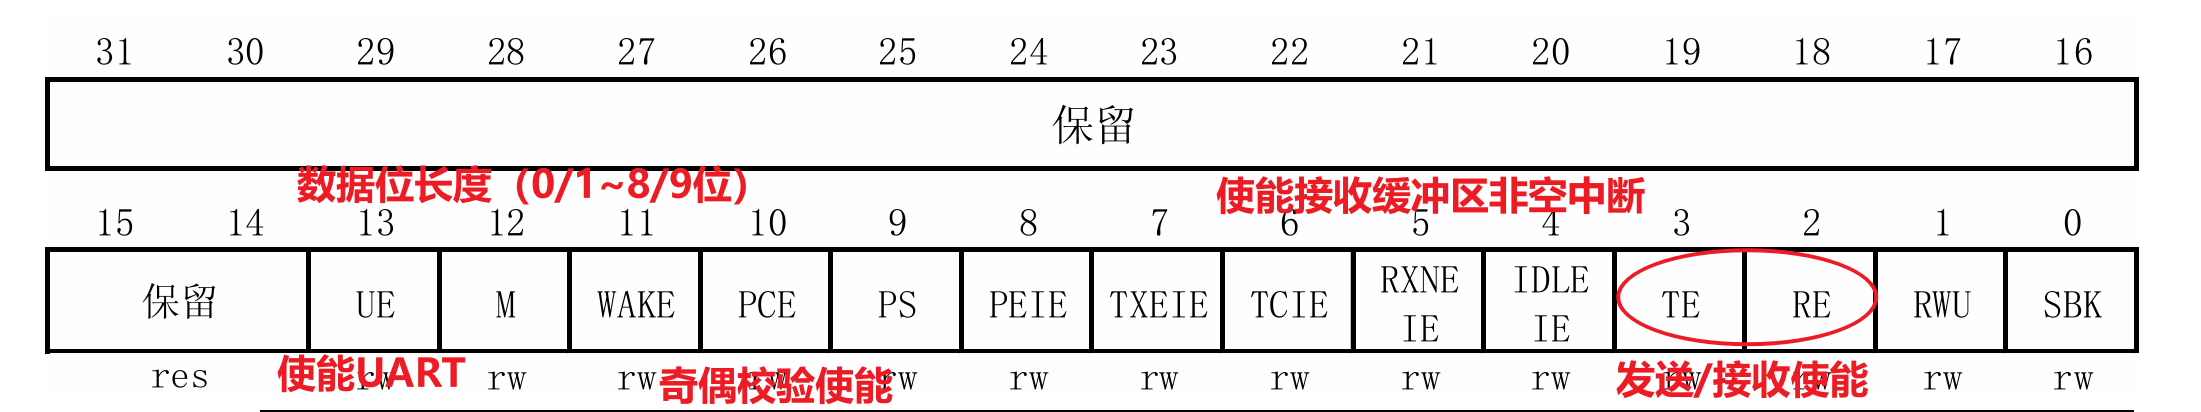 31 30 29 28 27 26 25 24 23 22 21 20 19 18 17 16
保留
数据位长度（0/1~8/9位）
使能接收缓冲区非空中断
15 14 13 12 11 10 9 8 7 6 5 4 3 2 1 0
保留 UE M WAKE PCE PS PEIE TXEIE TCIE RXNE IE IDLE IE TE RE RWU SBK
使能UART
奇偶校验使能
发送/接收使能
res rw rw rw rw rw rw rw rw rw rw rw rw rw rw